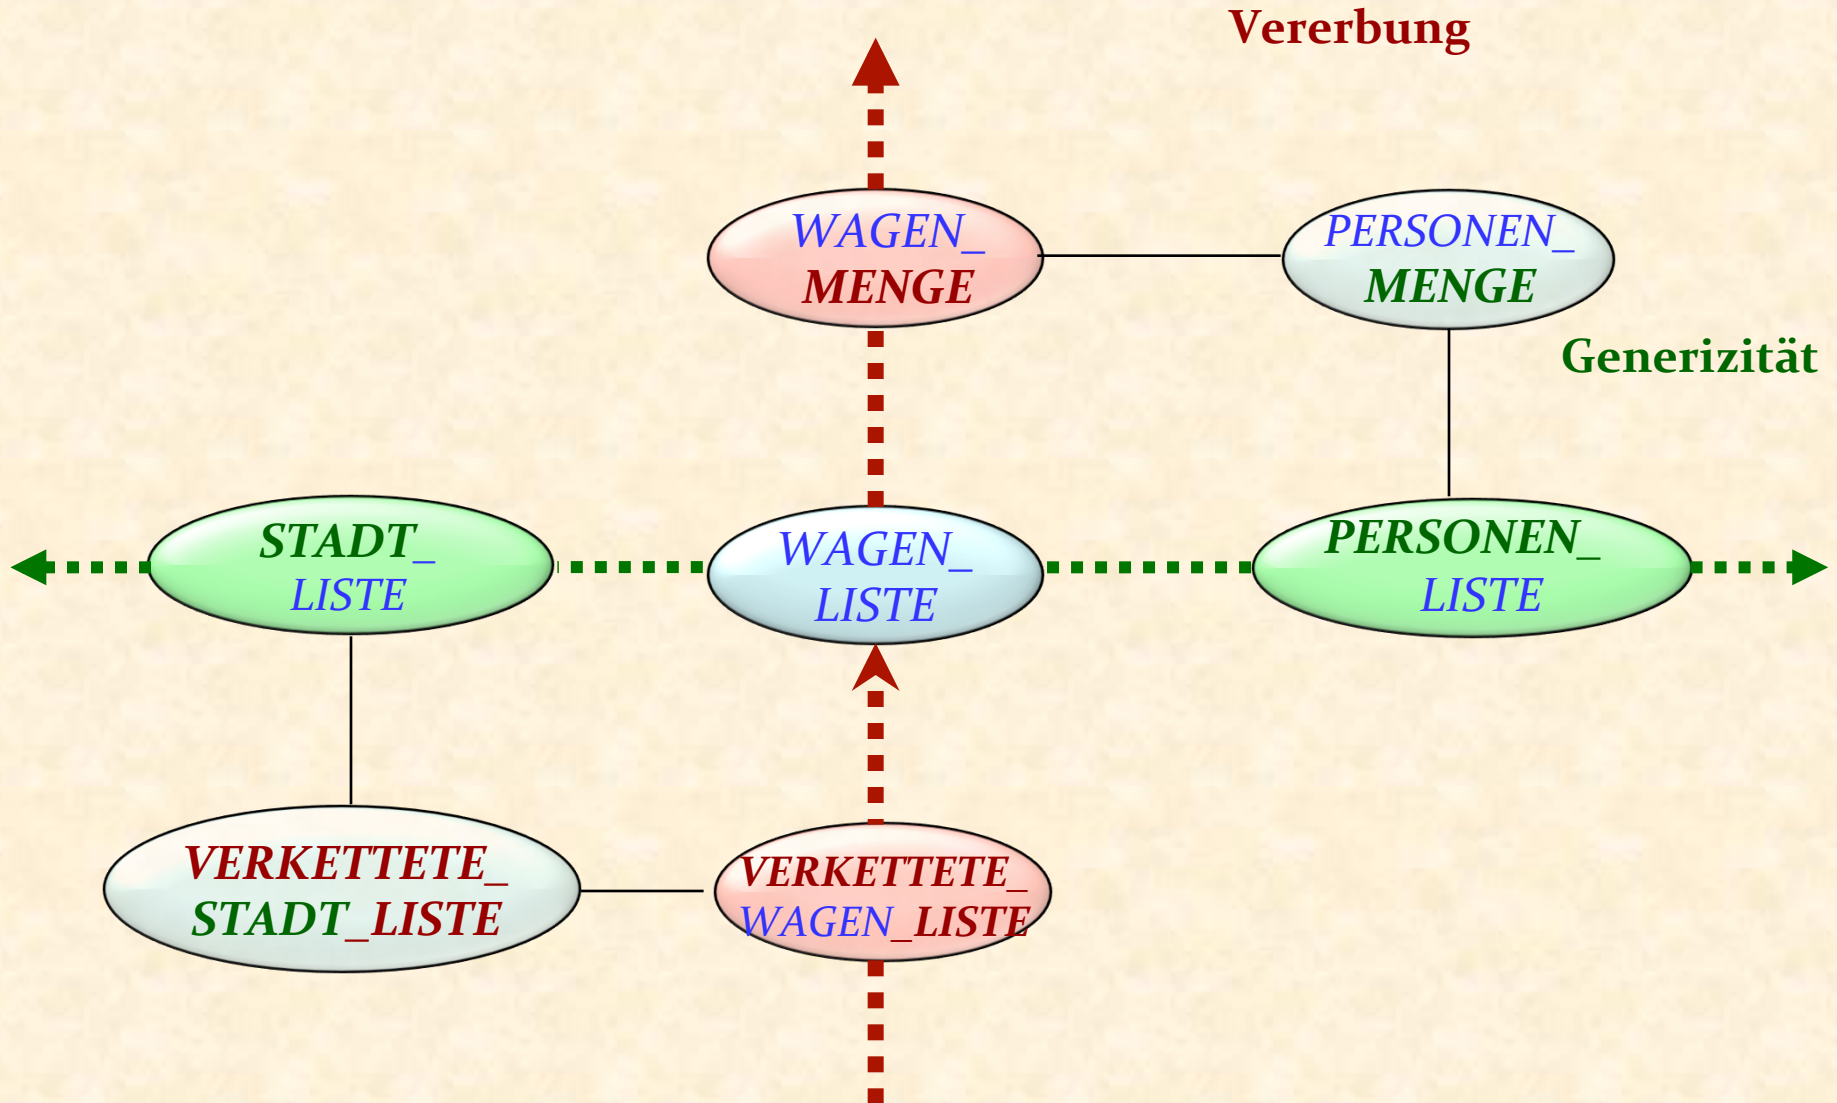 Vererbung
WAGEN_
MENGE
PERSONEN_
MENGE
Generizität
STADT_
LISTE
WAGEN_
LISTE
PERSONEN_
LISTE
VERKETTETE_
STADT_LISTE
VERKETTETE_
WAGEN_LISTE